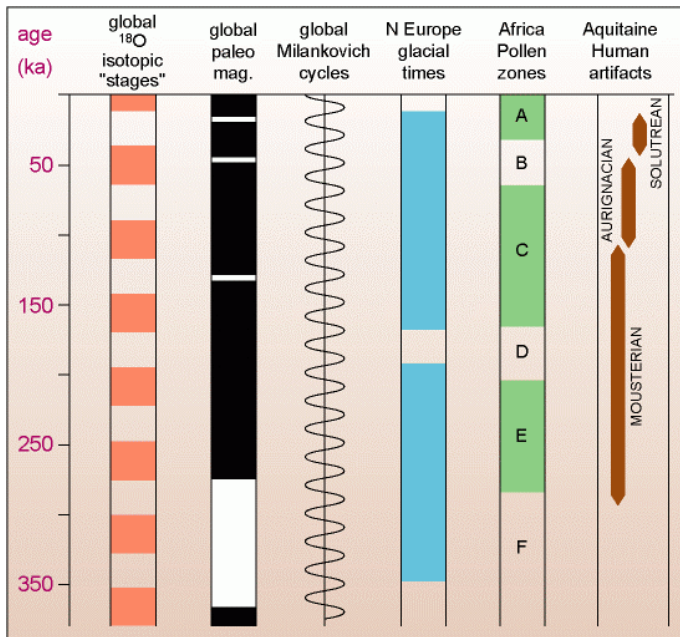 age
(ka)
global
18O
isotopic
"stages"
global
paleo
mag.
global
Milankovich
cycles
N Europe
glacial
times
Africa
Pollen
zones
Aquitaine
Human
artifacts
50
150
250
350
A
B
C
D
E
F
SOLUTREAN
AURIGNACIAN
MOUSTERIAN